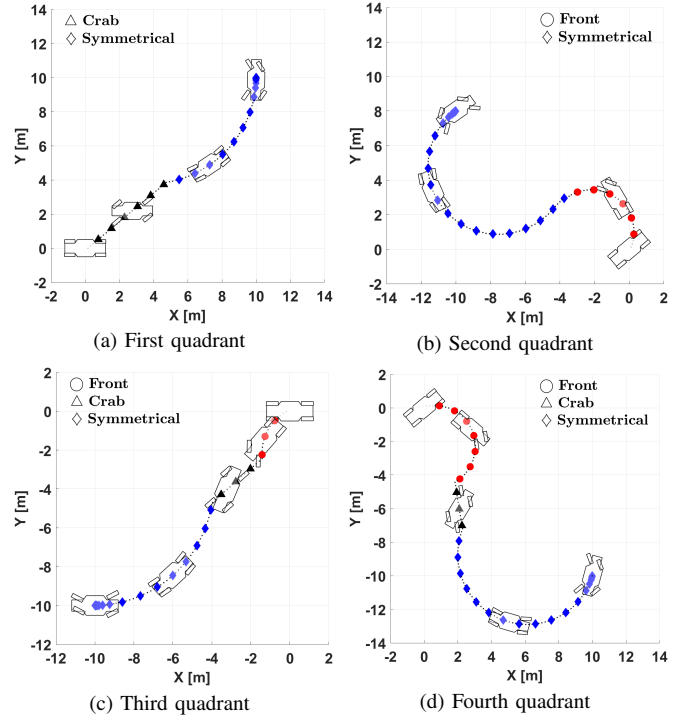 14
12
10
8
6
4
2
0
-2
Y [m]
Crab
Symmetrical
-2 0 2 4 6 8 10 12 14
X [m]
(a) First quadrant
14
12
10
8
6
4
2
0
-2
Y [m]
Front
Symmetrical
-14 -12 -10 -8 -6 -4 -2 0 2
X [m]
(b) Second quadrant
2
0
-2
-4
-6
-8
-10
-12
Y [m]
Front
Crab
Symmetrical
-12 -10 -8 -6 -4 -2 0 2
X [m]
(c) Third quadrant
2
0
-2
-4
-6
-8
-10
-12
-14
Y [m]
Front
Crab
Symmetrical
-2 0 2 4 6 8 10 12 14
X [m]
(d) Fourth quadrant